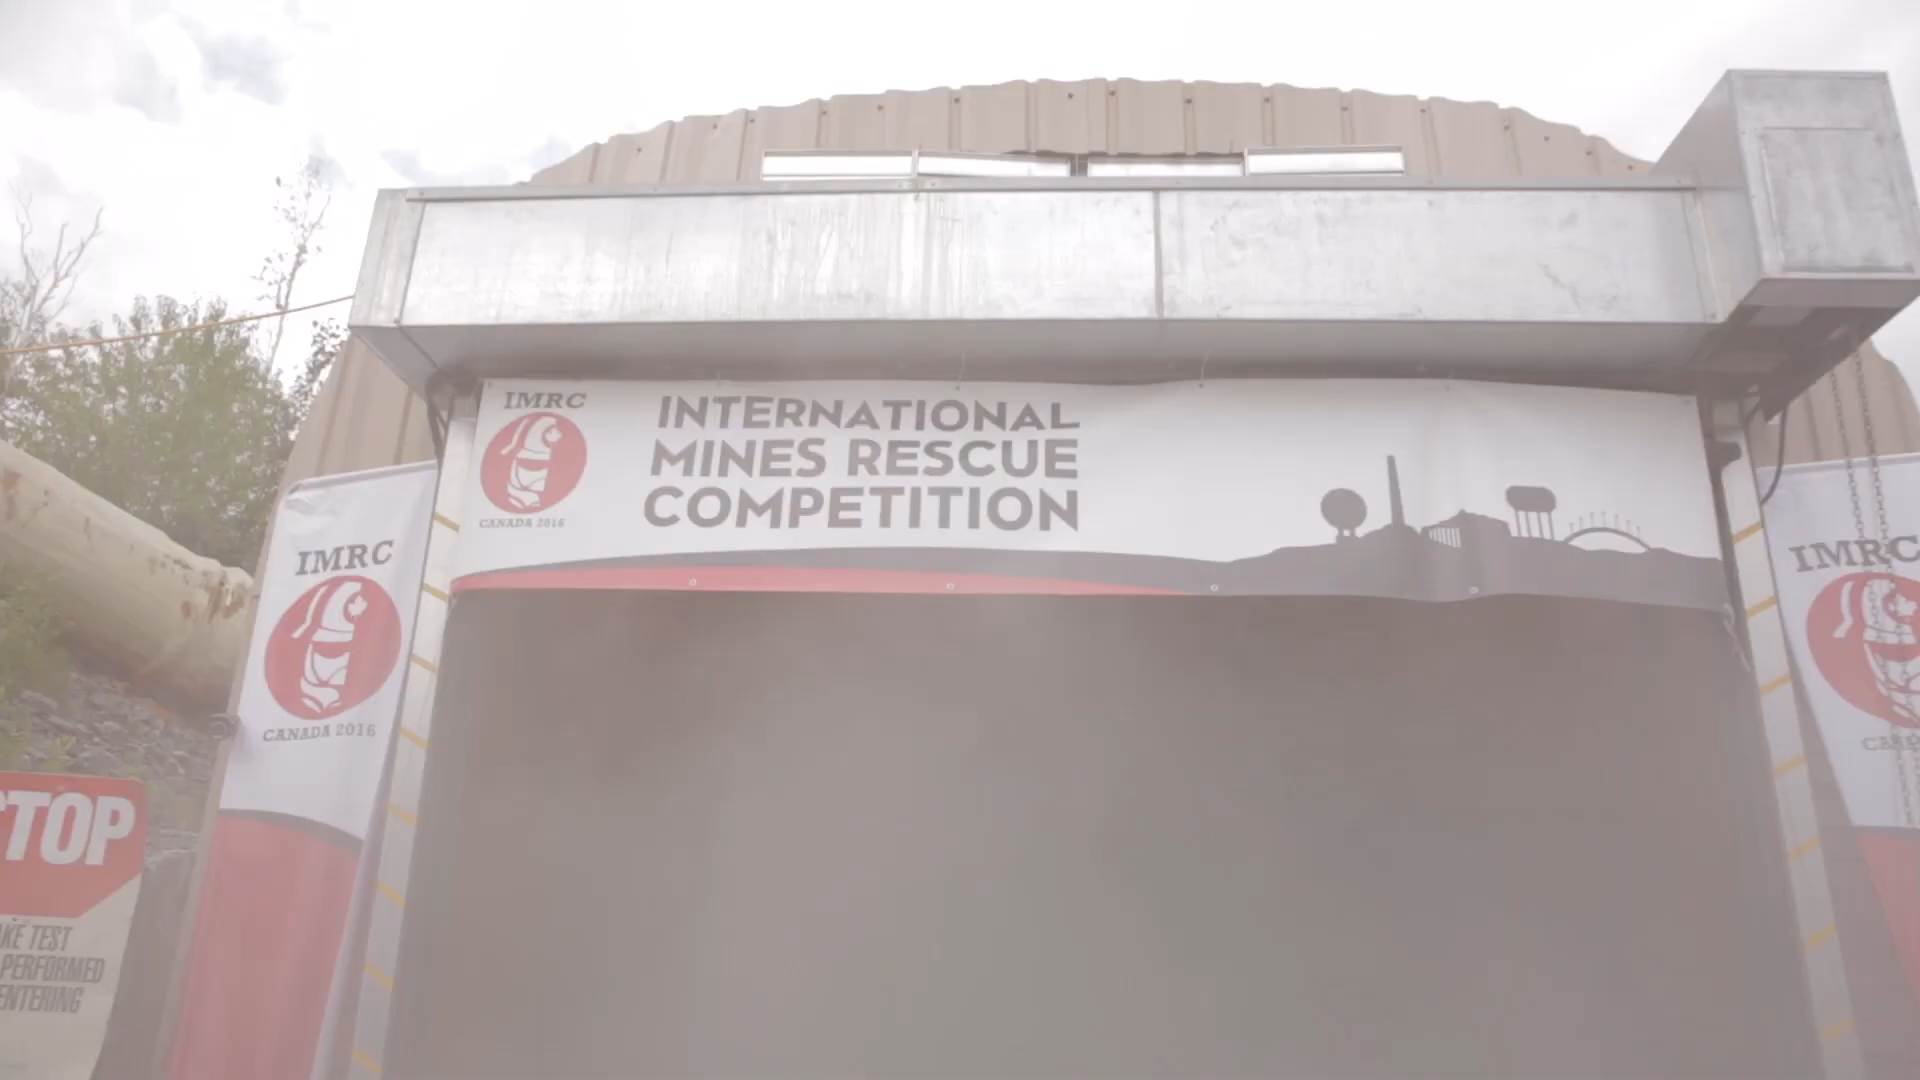 IMRC
CANADA 2016
INTERNATIONAL
MINES RESCUE
COMPETITION
IMRC
CANADA 2016
IMRC
STOP
TEST
PERFORMED
ENTERING